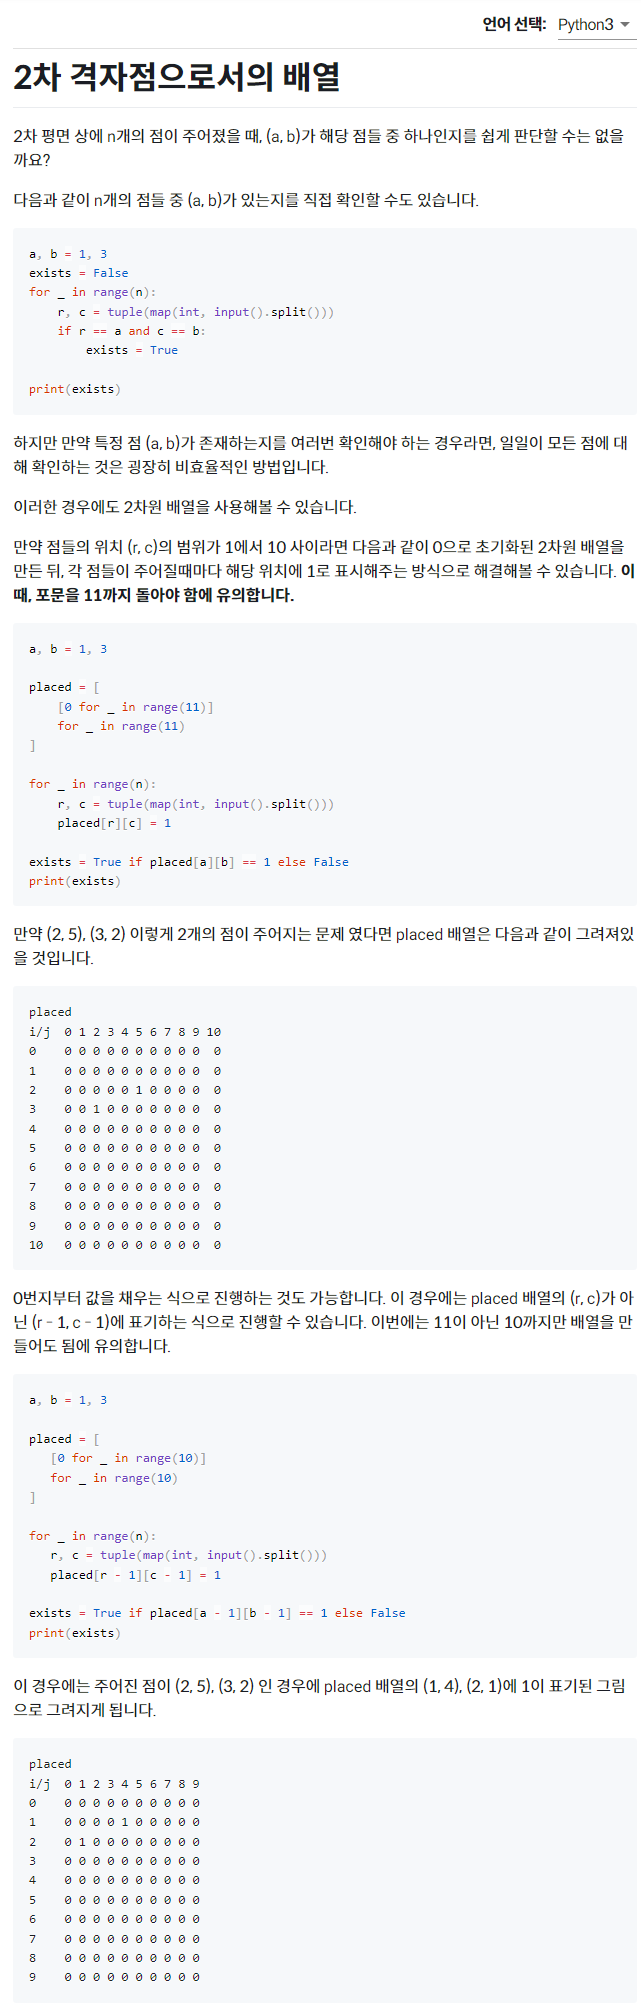 언어 선택: Python3
2차 격자점으로서의 배열
2차 평면 상에 n개의 점이 주어졌을 때, (a, b)가 해당 점들 중 하나인지를 쉽게 판단할 수는 없을
까요?
다음과 같이 n개의 점들 중 (a, b)가 있는지를 직접 확인할 수도 있습니다.
a, b = 1, 3
exists = False
for _ in range(n):
    r, c = tuple(map(int, input().split()))
    if r == a and c == b:
        exists = True
print(exists)
하지만 만약 특정 점 (a, b)가 존재하는지를 여러번 확인해야 하는 경우라면, 일일이 모든 점에 대
해 확인하는 것은 굉장히 비효율적인 방법입니다.
이러한 경우에도 2차원 배열을 사용해볼 수 있습니다.
만약 점들의 위치 (r, c)의 범위가 1에서 10 사이라면 다음과 같이 0으로 초기화된 2차원 배열을
만든 뒤, 각 점들이 주어질때마다 해당 위치에 1로 표시해주는 방식으로 해결해볼 수 있습니다. 이
때, 포문을 11까지 돌아야 함에 유의합니다.
a, b = 1, 3
placed = [
    [0 for _ in range(11)]
    for _ in range(11)
]
for _ in range(n):
    r, c = tuple(map(int, input().split()))
    placed[r][c] = 1
exists = True if placed[a][b] == 1 else False
print(exists)
만약 (2, 5), (3, 2) 이렇게 2개의 점이 주어지는 문제 였다면 placed 배열은 다음과 같이 그려져있
을 것입니다.
placed
i/j  0 1 2 3 4 5 6 7 8 9 10
0    0 0 0 0 0 0 0 0 0 0  0
1    0 0 0 0 0 0 0 0 0 0  0
2    0 0 0 0 0 1 0 0 0 0  0
3    0 0 1 0 0 0 0 0 0 0  0
4    0 0 0 0 0 0 0 0 0 0  0
5    0 0 0 0 0 0 0 0 0 0  0
6    0 0 0 0 0 0 0 0 0 0  0
7    0 0 0 0 0 0 0 0 0 0  0
8    0 0 0 0 0 0 0 0 0 0  0
9    0 0 0 0 0 0 0 0 0 0  0
10   0 0 0 0 0 0 0 0 0 0  0
0번지부터 값을 채우는 식으로 진행하는 것도 가능합니다. 이 경우에는 placed 배열의 (r, c)가 아
닌 (r - 1, c - 1)에 표기하는 식으로 진행할 수 있습니다. 이번에는 11이 아닌 10까지만 배열을 만
들어도 됨에 유의합니다.
a, b = 1, 3
placed = [
   [0 for _ in range(10)]
   for _ in range(10)
]
for _ in range(n):
   r, c = tuple(map(int, input().split()))
   placed[r - 1][c - 1] = 1
exists = True if placed[a - 1][b - 1] == 1 else False
print(exists)
이 경우에는 주어진 점이 (2, 5), (3, 2) 인 경우에 placed 배열의 (1, 4), (2, 1)에 1이 표기된 그림
으로 그려지게 됩니다.
placed
i/j  0 1 2 3 4 5 6 7 8 9
0    0 0 0 0 0 0 0 0 0 0
1    0 0 0 0 1 0 0 0 0 0
2    0 1 0 0 0 0 0 0 0 0
3    0 0 0 0 0 0 0 0 0 0
4    0 0 0 0 0 0 0 0 0 0
5    0 0 0 0 0 0 0 0 0 0
6    0 0 0 0 0 0 0 0 0 0
7    0 0 0 0 0 0 0 0 0 0
8    0 0 0 0 0 0 0 0 0 0
9    0 0 0 0 0 0 0 0 0 0